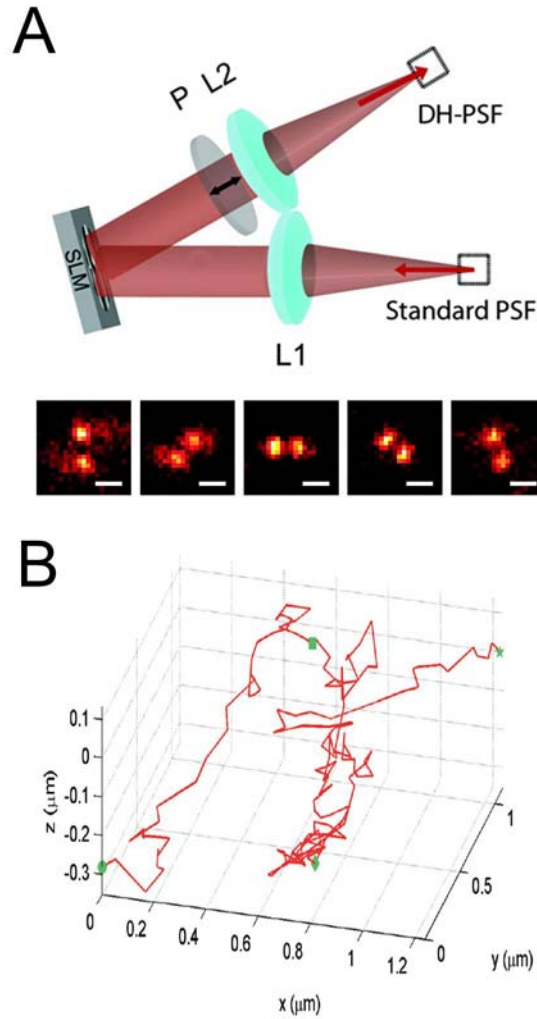 A
P L2
DH-PSF
SLM
Standard PSF
L1
B
0.1
0
-0.1
-0.2
-0.3
z (μm)
0
0.2
0.4
0.6
0.8
1
1.2
x (μm)
0
0.5
1
y (μm)